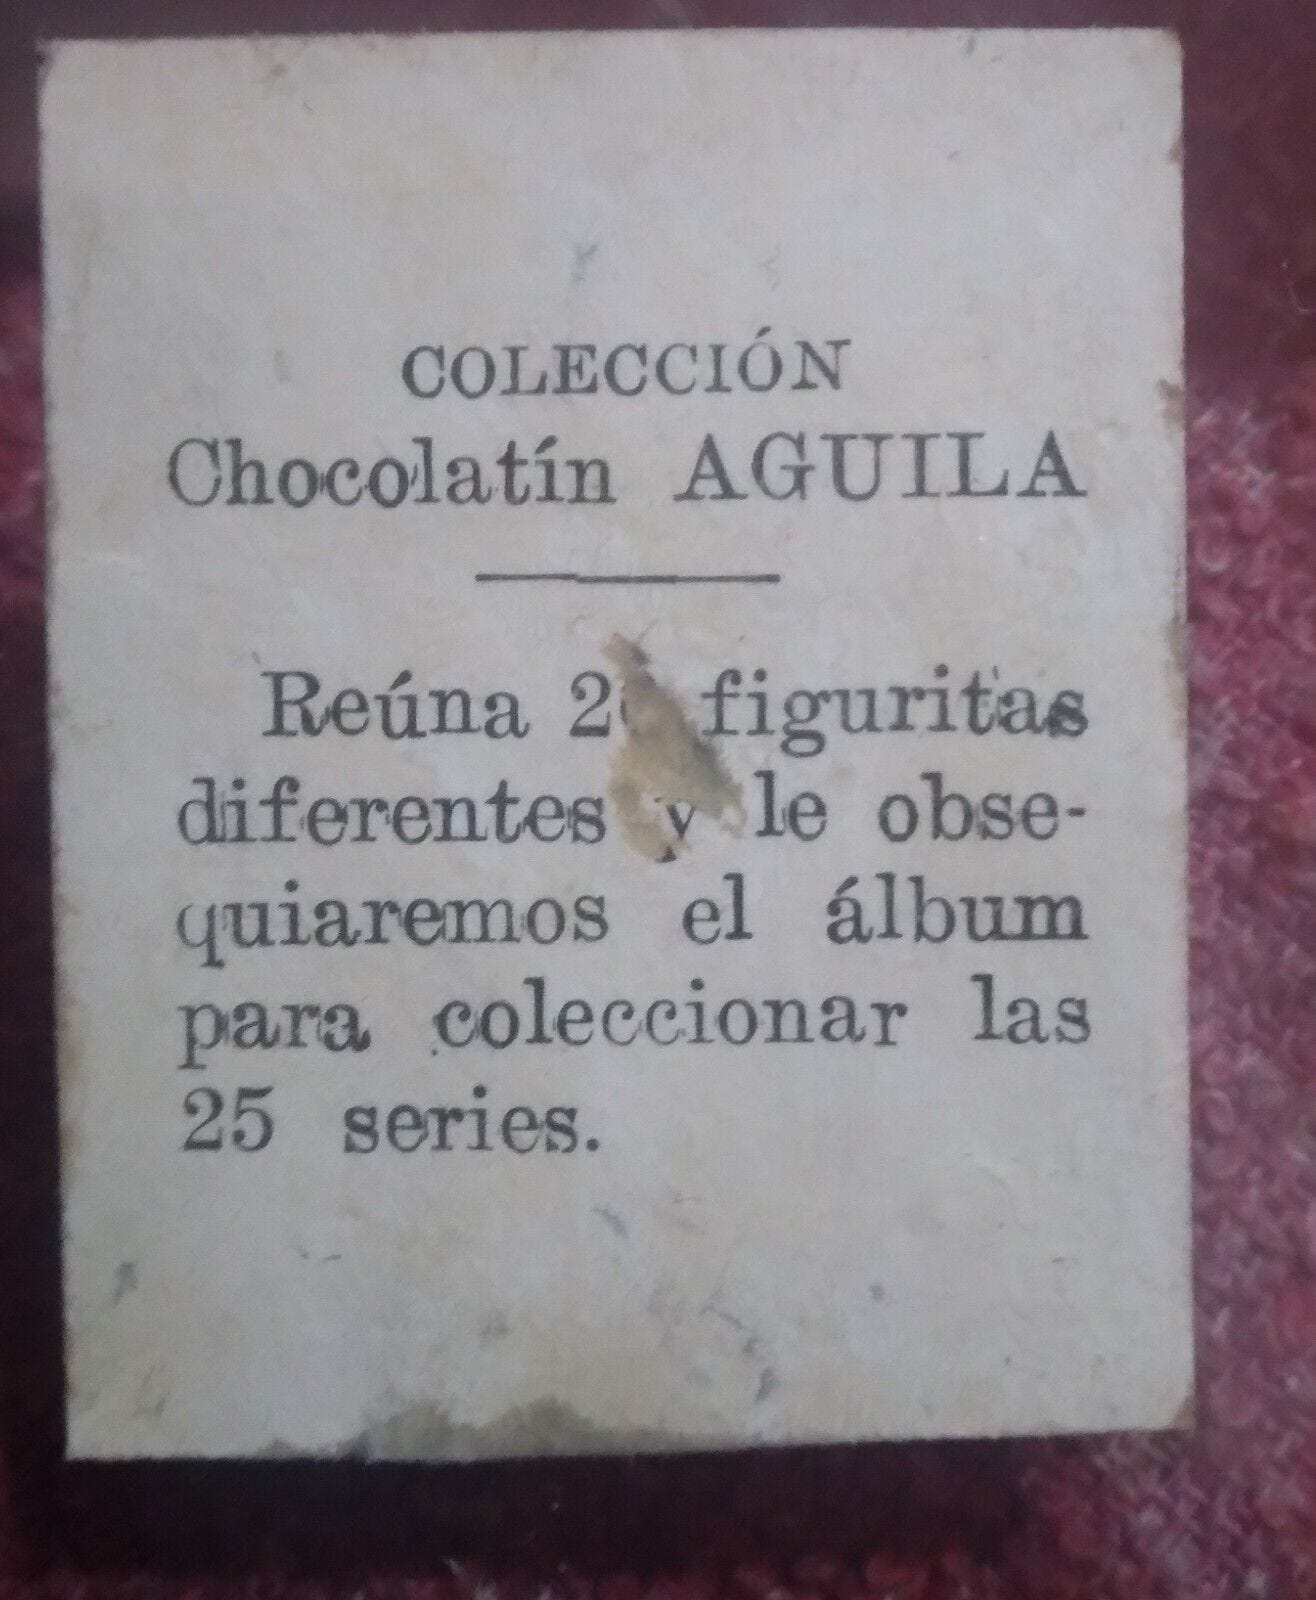 COLECCIÓN
Chocolatín AGUILA
Reúna figuritas
diferentes y le obse-
quiaremos el álbum
para coleccionar las
25 series.